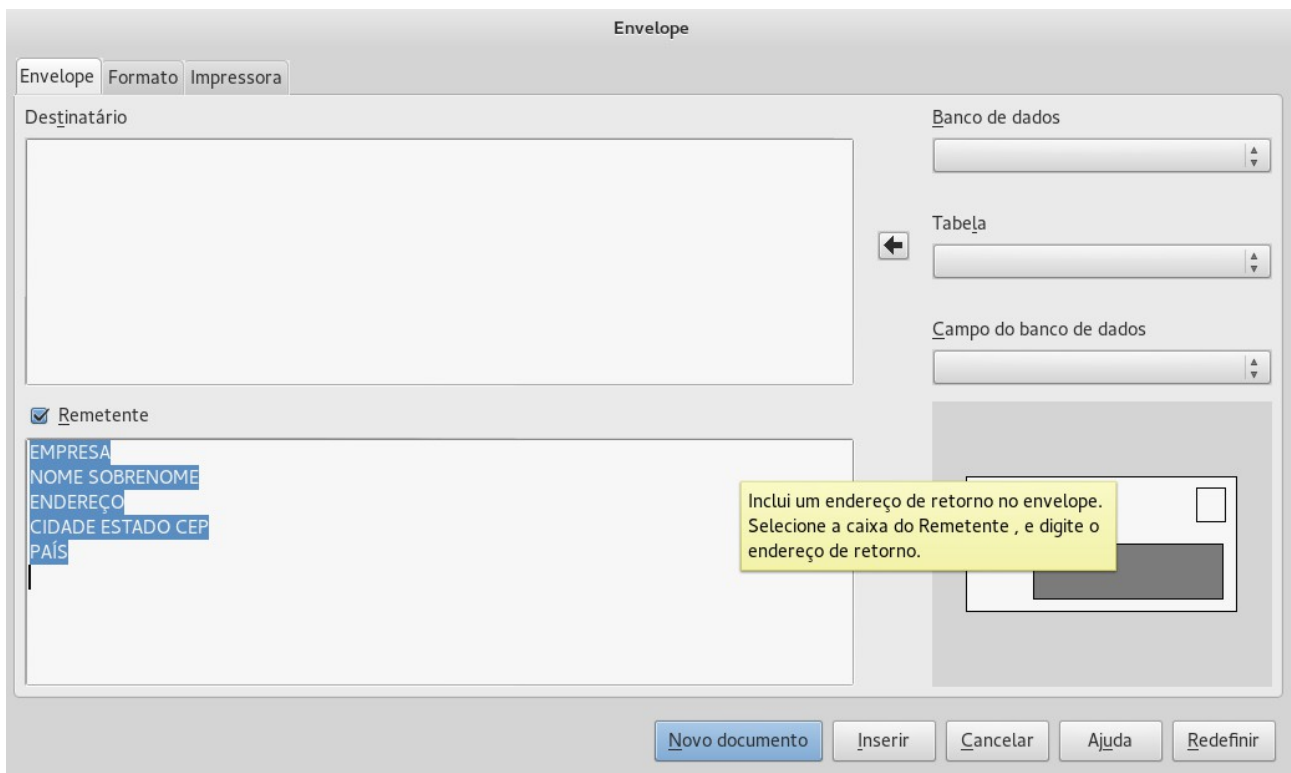 Envelope
Envelope Formato Impressora
Destinatário
Banco de dados
Tabela
Campo do banco de dados
Remetente
EMPRESA
NOME SOBRENOME
ENDEREÇO
CIDADE ESTADO CEP
PAÍS
Inclui um endereço de retorno no envelope.
Selecione a caixa do Remetente , e digite o
endereço de retorno.
Novo documento Inserir Cancelar Ajuda Redefinir